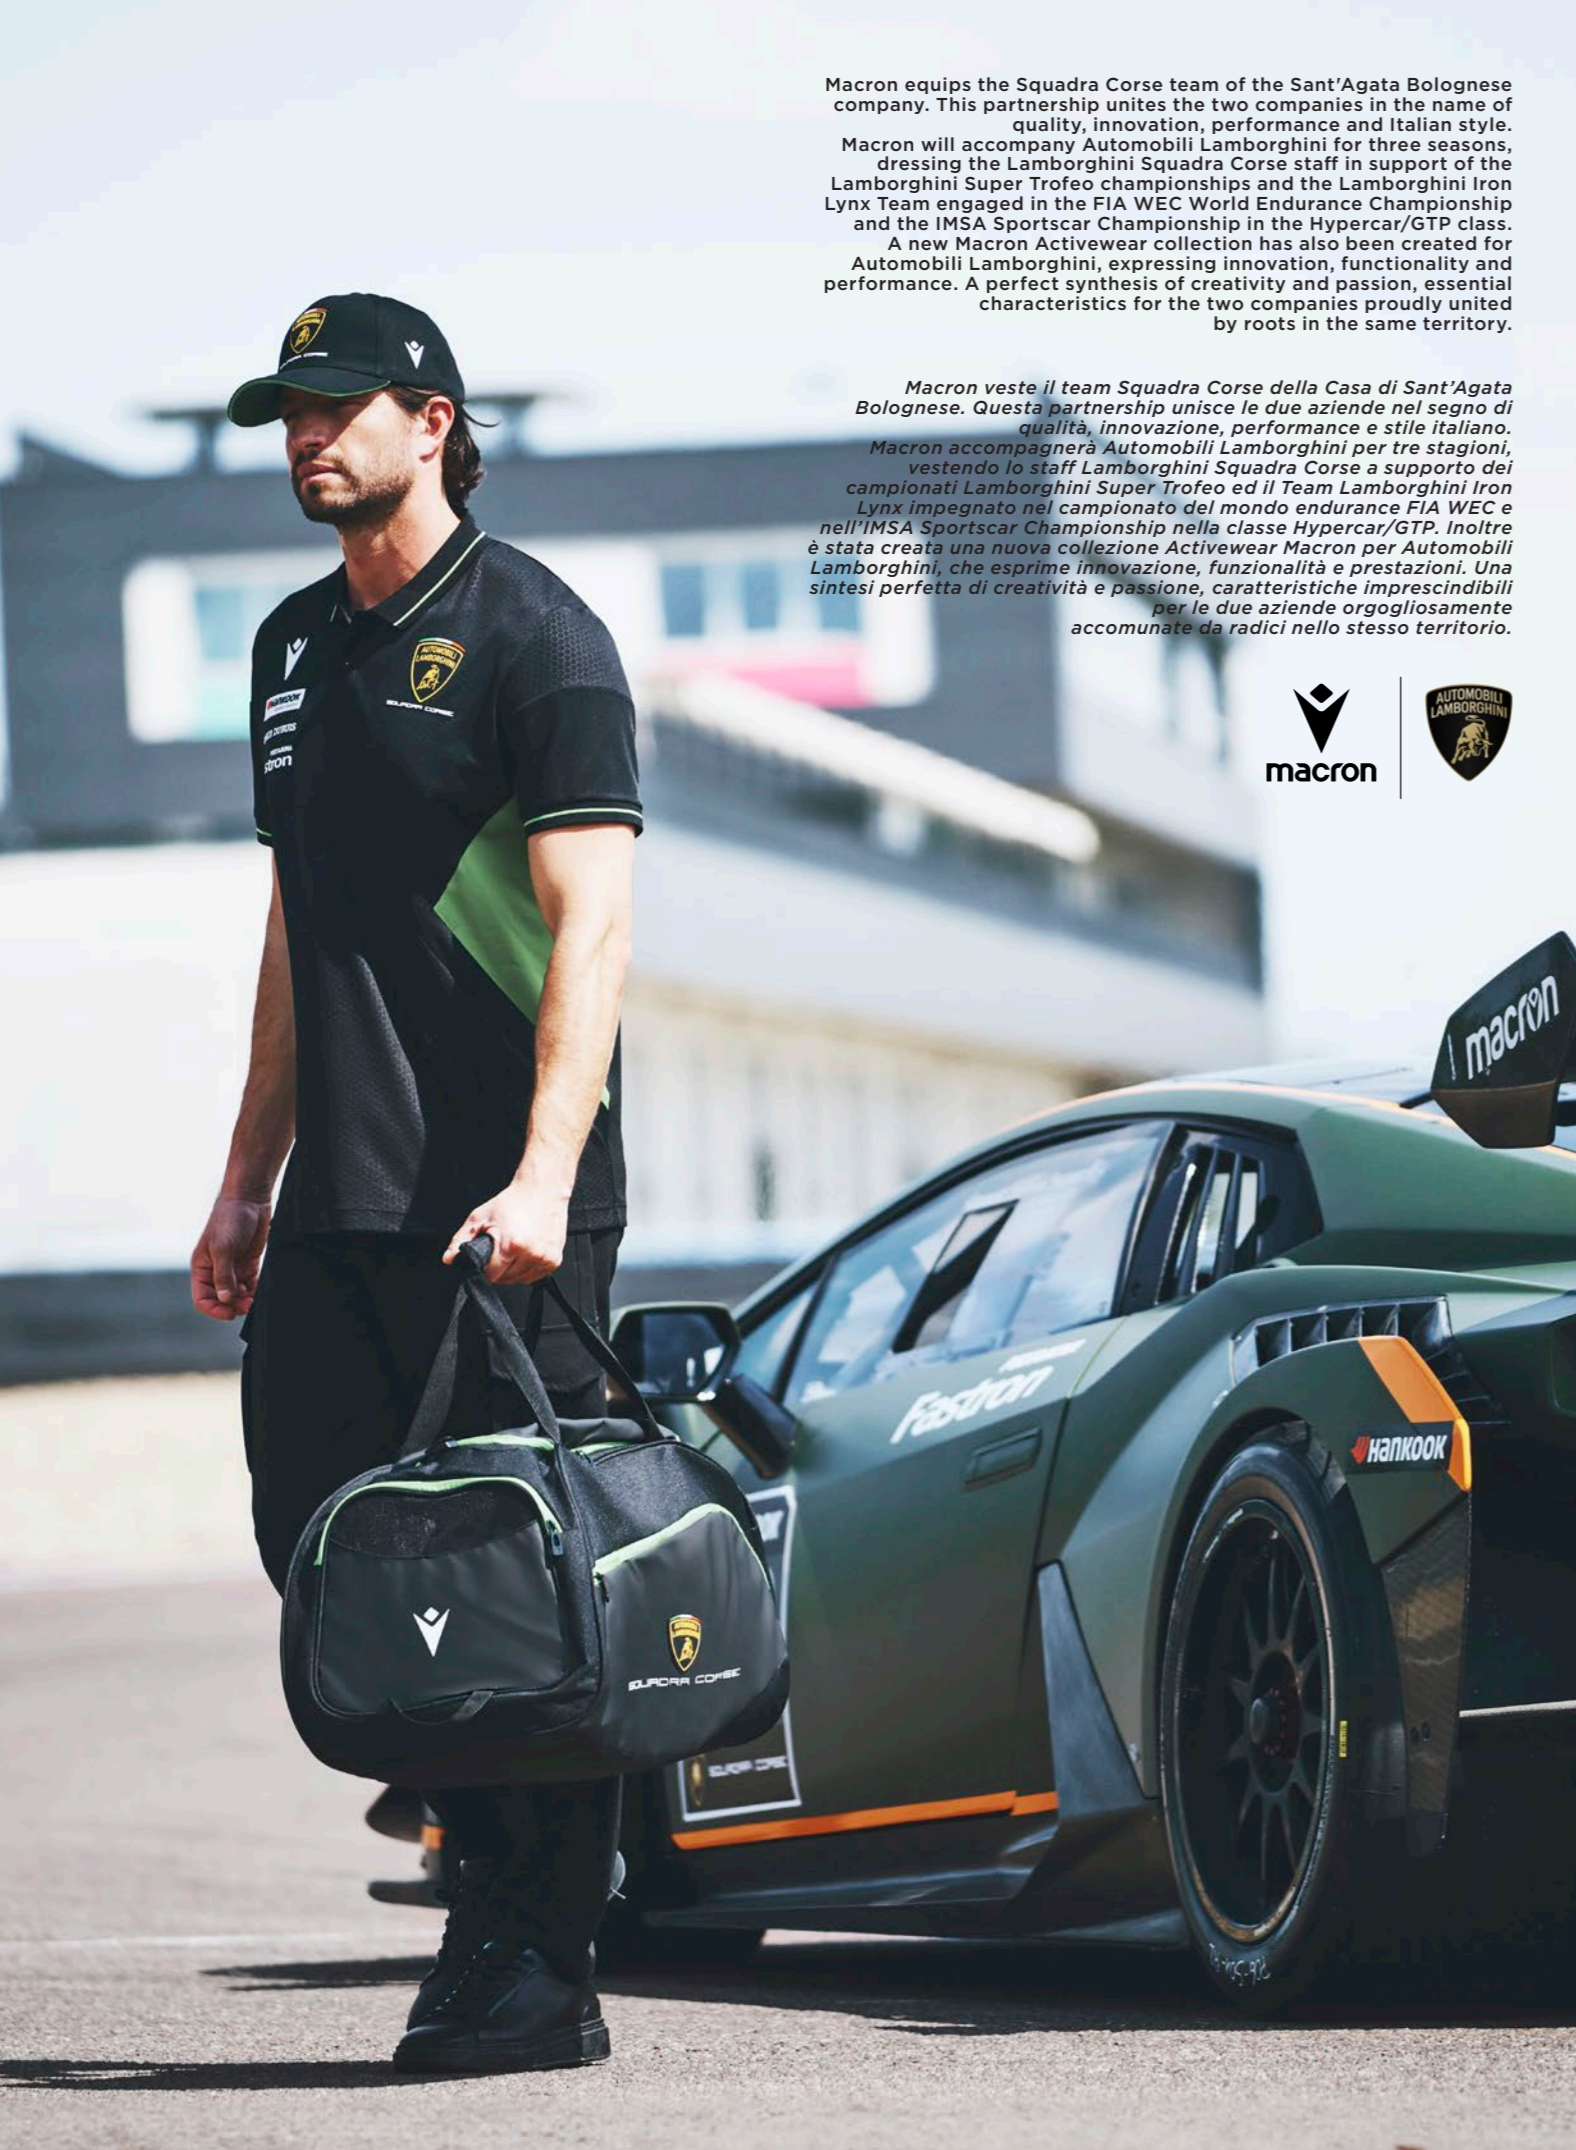 Macron equips the Squadra Corse team of the Sant'Agata Bolognese
company. This partnership unites the two companies in the name of
quality, innovation, performance and Italian style.
Macron will accompany Automobili Lamborghini for three seasons,
dressing the Lamborghini Squadra Corse staff in support of the
Lamborghini Super Trofeo championships and the Lamborghini Iron
Lynx Team engaged in the FIA WEC World Endurance Championship
and the IMSA Sportscar Championship in the Hypercar/GTP class.
A new Macron Activewear collection has also been created for
Automobili Lamborghini, expressing innovation, functionality and
performance. A perfect synthesis of creativity and passion, essential
characteristics for the two companies proudly united
by roots in the same territory.
Macron veste il team Squadra Corse della Casa di Sant’Agata
Bolognese. Questa partnership unisce le due aziende nel segno di
qualità, innovazione, performance e stile italiano.
Macron accompagnerà Automobili Lamborghini per tre stagioni,
vestendo lo staff Lamborghini Squadra Corse a supporto dei
campionati Lamborghini Super Trofeo ed il Team Lamborghini Iron
Lynx impegnato nel campionato del mondo endurance FIA WEC e
nell’IMSA Sportscar Championship nella classe Hypercar/GTP. Inoltre
è stata creata una nuova collezione Activewear Macron per Automobili
Lamborghini, che esprime innovazione, funzionalità e prestazioni. Una
sintesi perfetta di creatività e passione, caratteristiche imprescindibili
per le due aziende orgogliosamente
accomunate da radici nello stesso territorio.
macron
AUTOMOBILI
LAMBORGHINI
AUTOMOBILI
LAMBORGHINI
AUTOMOBILI
LAMBORGHINI
SQUADRA CORSE
HANKOOK
macron
Fastron
HANKOOK
AUTOMOBILI
LAMBORGHINI
SQUADRA CORSE